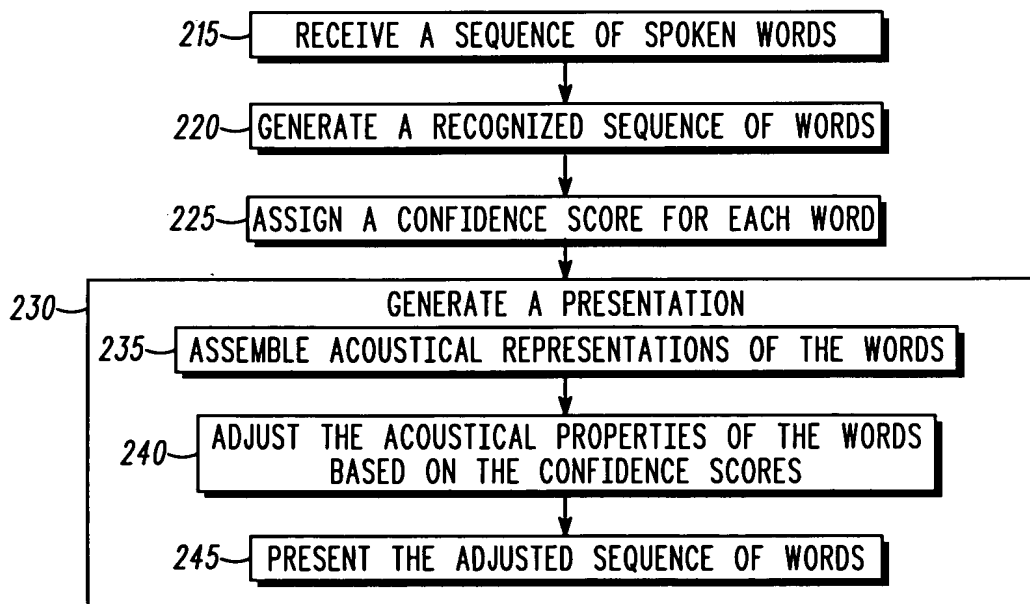 215 RECEIVE A SEQUENCE OF SPOKEN WORDS
220 GENERATE A RECOGNIZED SEQUENCE OF WORDS
225 ASSIGN A CONFIDENCE SCORE FOR EACH WORD
230 GENERATE A PRESENTATION
235 ASSEMBLE ACOUSTICAL REPRESENTATIONS OF THE WORDS
240 ADJUST THE ACOUSTICAL PROPERTIES OF THE WORDS
BASED ON THE CONFIDENCE SCORES
245 PRESENT THE ADJUSTED SEQUENCE OF WORDS